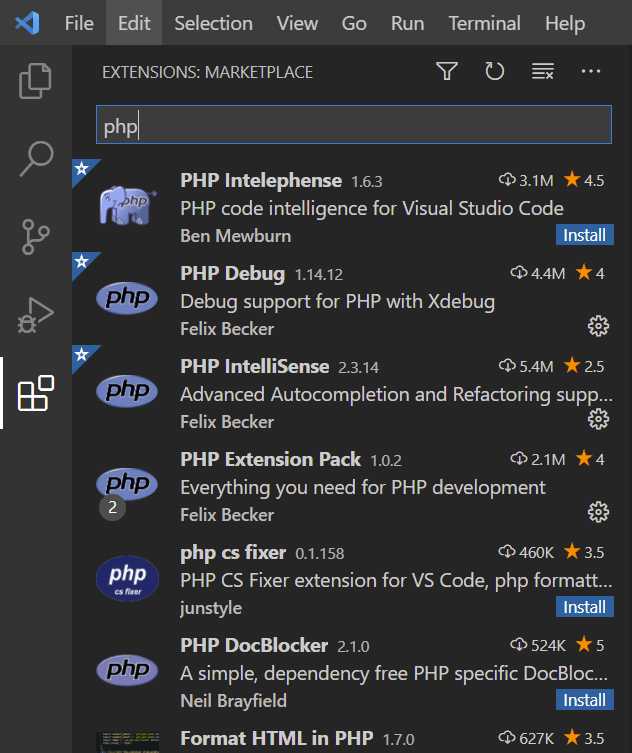 File Edit Selection View Go Run Terminal Help
EXTENSIONS: MARKETPLACE
php
php
PHP Intelephense 1.6.3 3.1M 4.5
PHP code intelligence for Visual Studio Code
Ben Mewburn Install
php
PHP Debug 1.14.12 4.4M 4
Debug support for PHP with Xdebug
Felix Becker
php
PHP IntelliSense 2.3.14 5.4M 2.5
Advanced Autocompletion and Refactoring supp...
Felix Becker
php
2
PHP Extension Pack 1.0.2 2.1M 4
Everything you need for PHP development
Felix Becker
php
cs fixer
php cs fixer 0.1.158 460K 3.5
PHP CS Fixer extension for VS Code, php formatt...
junstyle Install
php
PHP DocBlocker 2.1.0 524K 5
A simple, dependency free PHP specific DocBloc...
Neil Brayfield Install
Format HTML in PHP 1.7.0 627K 3.5